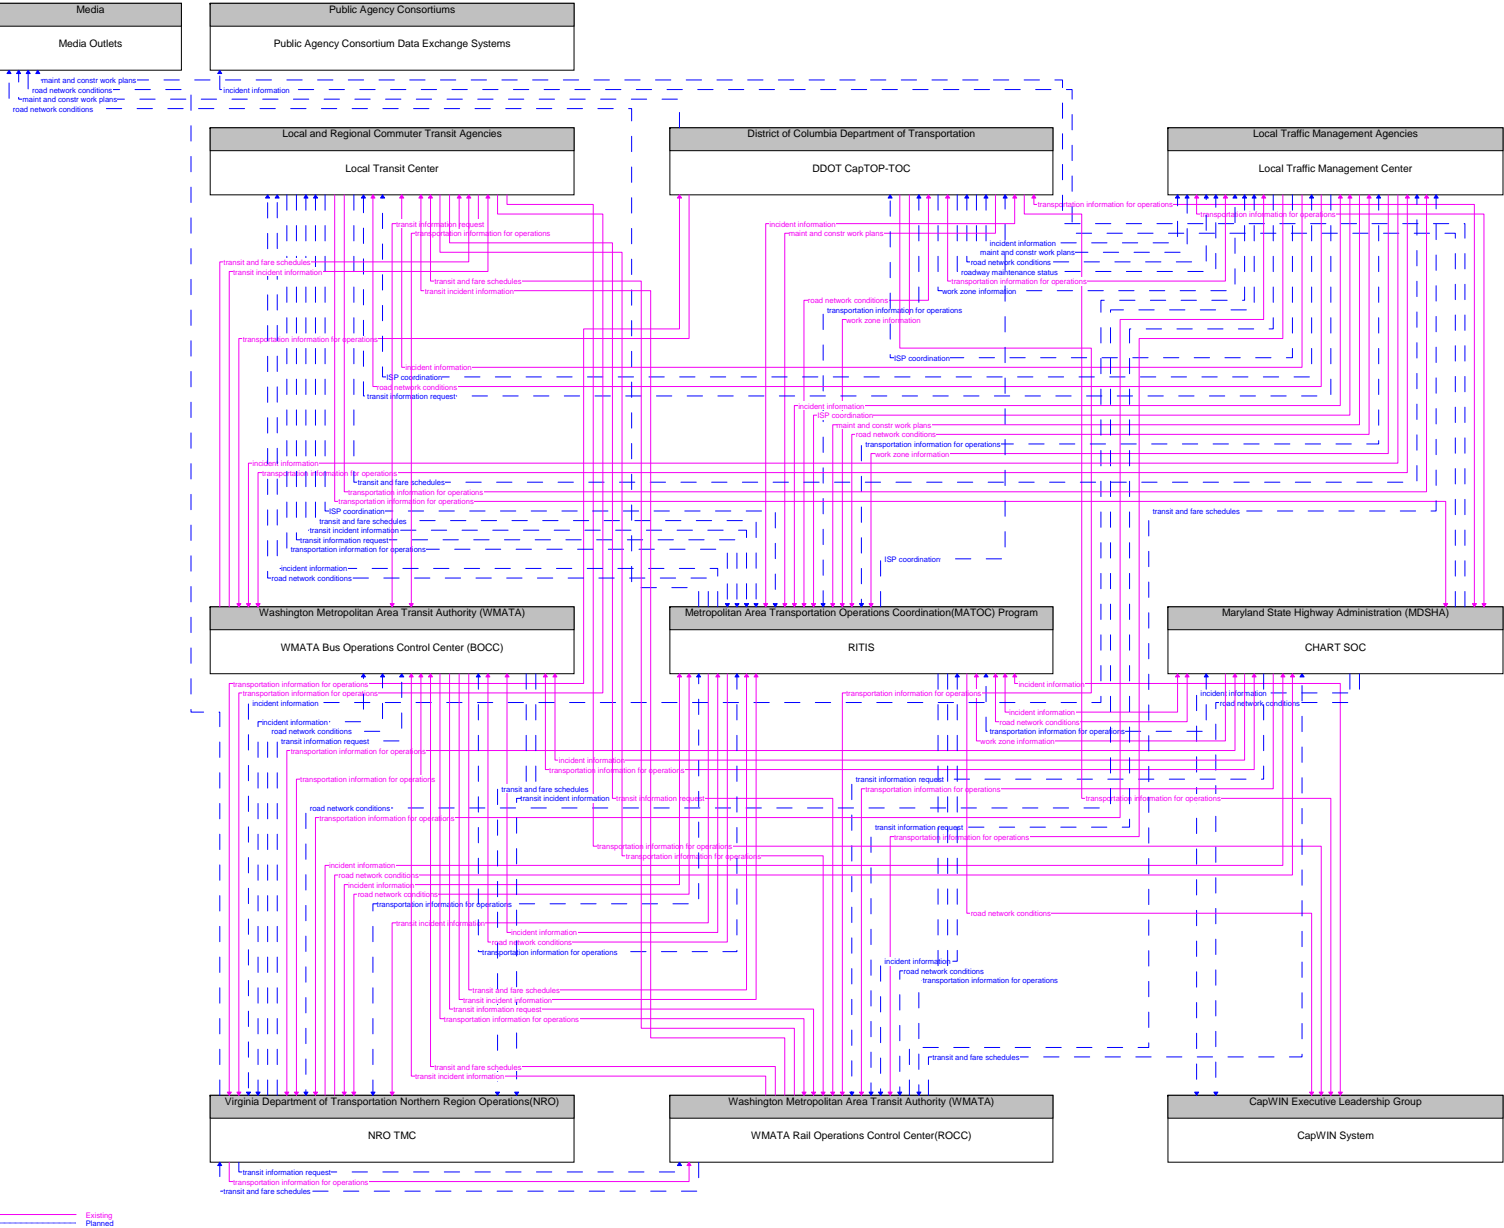 Media
Public Agency Consortiums
Media Outlets
Public Agency Consortium Data Exchange Systems
maint and constr work plans
road network conditions
incident information
maint and constr work plans
road network conditions
Local and Regional Commuter Transit Agencies
District of Columbia Department of Transportation
Local Traffic Management Agencies
Local Transit Center
DDOT CapTOP-TOC
Local Traffic Management Center
transportation information for operations
transportation information for operations
transit information request
incident information
transportation information for operations
maint and constr work plans
incident information
maint and constr work plans
transit and fare schedules
road network conditions
transit incident information
roadway maintenance status
transit and fare schedules
transportation information for operations
transit incident information
work zone information
road network conditions
transportation information for operations
work zone information
transportation information for operations
ISP coordination
incident information
ISP coordination
road network conditions
transit information request
incident information
ISP coordination
maint and constr work plans
road network conditions
transportation information for operations
work zone information
incident information
transportation information for operations
transit and fare schedules
transportation information for operations
transportation information for operations
ISP coordination
transit and fare schedules
transit and fare schedules
transit incident information
transit information request
transportation information for operations
ISP coordination
incident information
road network conditions
Washington Metropolitan Area Transit Authority (WMATA)
Metropolitan Area Transportation Operations Coordination(MATOC) Program
Maryland State Highway Administration (MDSHA)
WMATA Bus Operations Control Center (BOCC)
RITIS
CHART SOC
transportation information for operations
incident information
transportation information for operations
transportation information for operations
incident information
incident information
road network conditions
incident information
incident information
road network conditions
road network conditions
transportation information for operations
transit information request
work zone information
transportation information for operations
incident information
transportation information for operations
transportation information for operations
transit information request
transit and fare schedules
transportation information for operations
transit incident information
transit information request
transportation information for operations
road network conditions
transportation information for operations
transit information request
transportation information for operations
transportation information for operations
transportation information for operations
incident information
road network conditions
incident information
road network conditions
transportation information for operations
road network conditions
transit incident information
incident information
road network conditions
transportation information for operations
incident information
road network conditions
transportation information for operations
transit and fare schedules
transit incident information
transit information request
transportation information for operations
transit and fare schedules
transit and fare schedules
transit incident information
Virginia Department of Transportation Northern Region Operations(NRO)
Washington Metropolitan Area Transit Authority (WMATA)
CapWIN Executive Leadership Group
NRO TMC
WMATA Rail Operations Control Center(ROCC)
CapWIN System
transit information request
transportation information for operations
transit and fare schedules
Existing
Planned